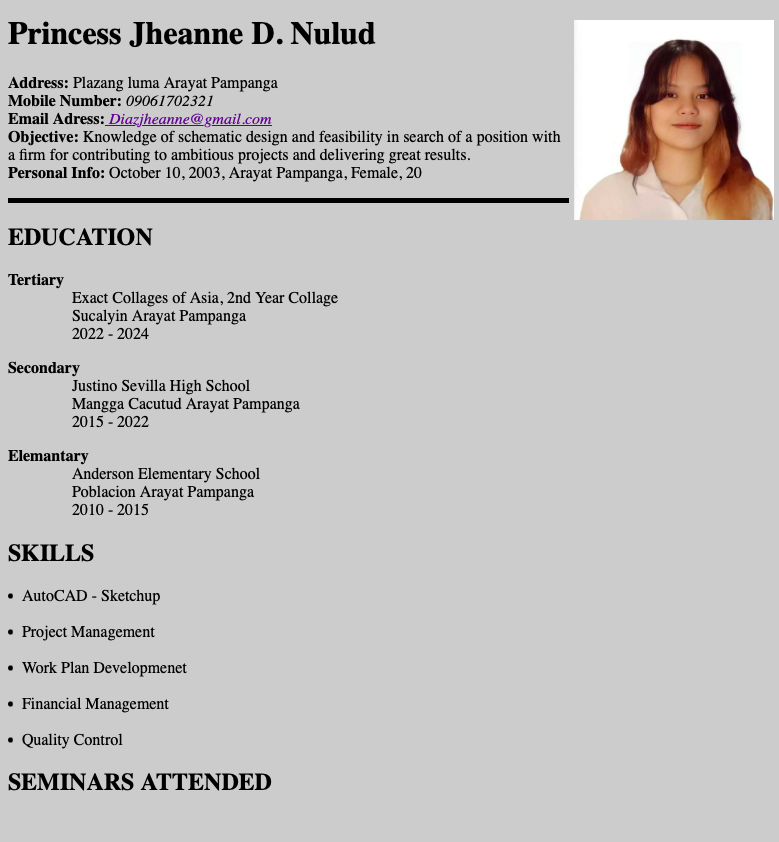 Princess Jheanne D. Nulud
Address: Plazang luma Arayat Pampanga
Mobile Number: 09061702321
Email Adress: Diazjheanne@gmail.com
Objective: Knowledge of schematic design and feasibility in search of a position with
a firm for contributing to ambitious projects and delivering great results.
Personal Info: October 10, 2003, Arayat Pampanga, Female, 20
EDUCATION
Tertiary
Exact Collages of Asia, 2nd Year Collage
Sucalyin Arayat Pampanga
2022 - 2024
Secondary
Justino Sevilla High School
Mangga Cacutud Arayat Pampanga
2015 - 2022
Elemantary
Anderson Elementary School
Poblacion Arayat Pampanga
2010 - 2015
SKILLS
• AutoCAD - Sketchup
• Project Management
• Work Plan Developmenet
• Financial Management
• Quality Control
SEMINARS ATTENDED